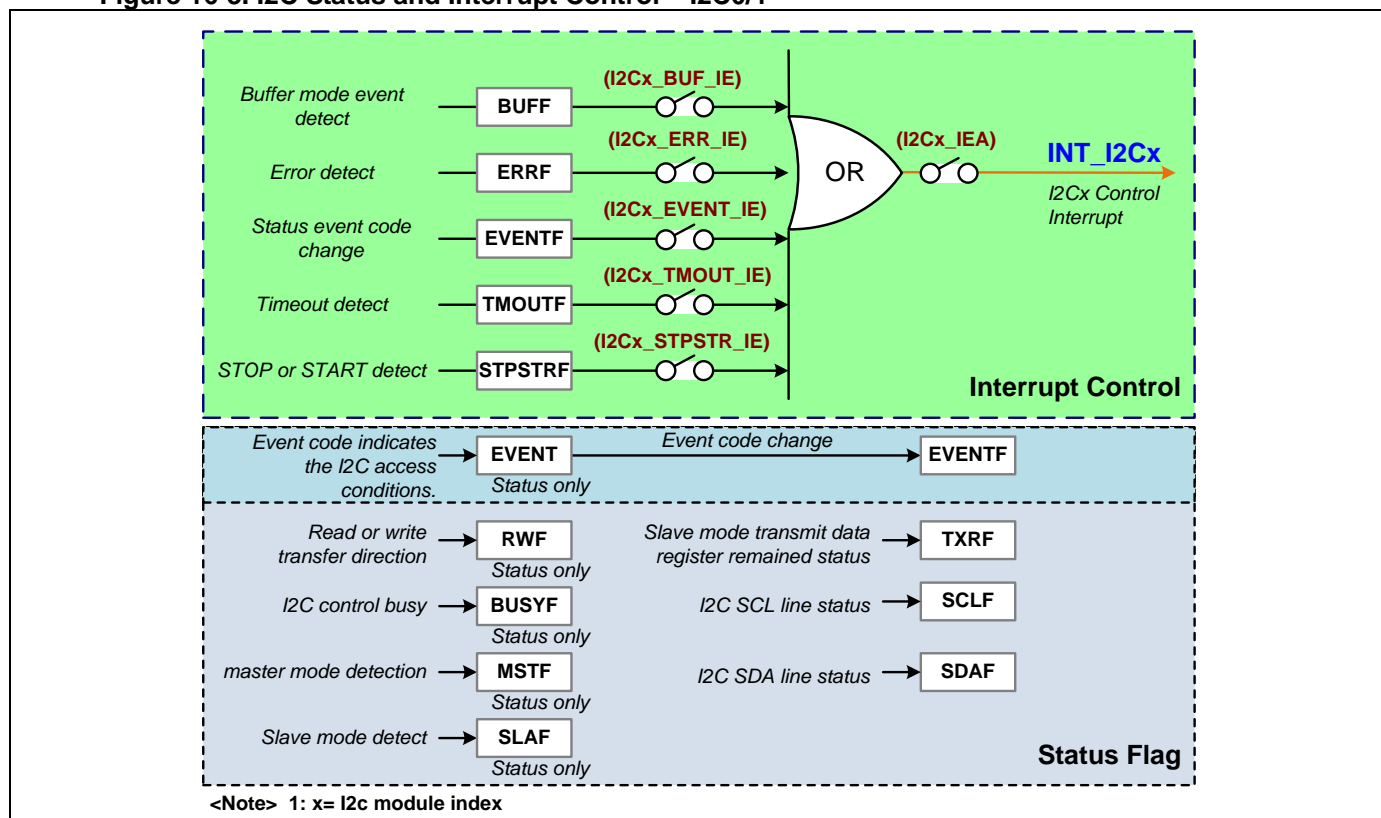 (I2Cx_BUF_IE)
Buffer mode event
detect
BUFF
(I2Cx_ERR_IE)
Error detect
ERRF
OR
(I2Cx_IEA)
INT_I2Cx
I2Cx Control
Interrupt
(I2Cx_EVENT_IE)
Status event code
change
EVENTF
(I2Cx_TMOUT_IE)
Timeout detect
TMOUTF
(I2Cx_STPSTR_IE)
STOP or START detect
STPSTRF
Interrupt Control
Event code indicates
the I2C access
conditions.
EVENT
Status only
Event code change
EVENTF
Read or write
transfer direction
RWF
Status only
Slave mode transmit data
register remained status
TXRF
I2C control busy
BUSYF
Status only
I2C SCL line status
SCLF
master mode detection
MSTF
Status only
I2C SDA line status
SDAF
Slave mode detect
SLAF
Status only
Status Flag
<Note> 1: x= I2c module index